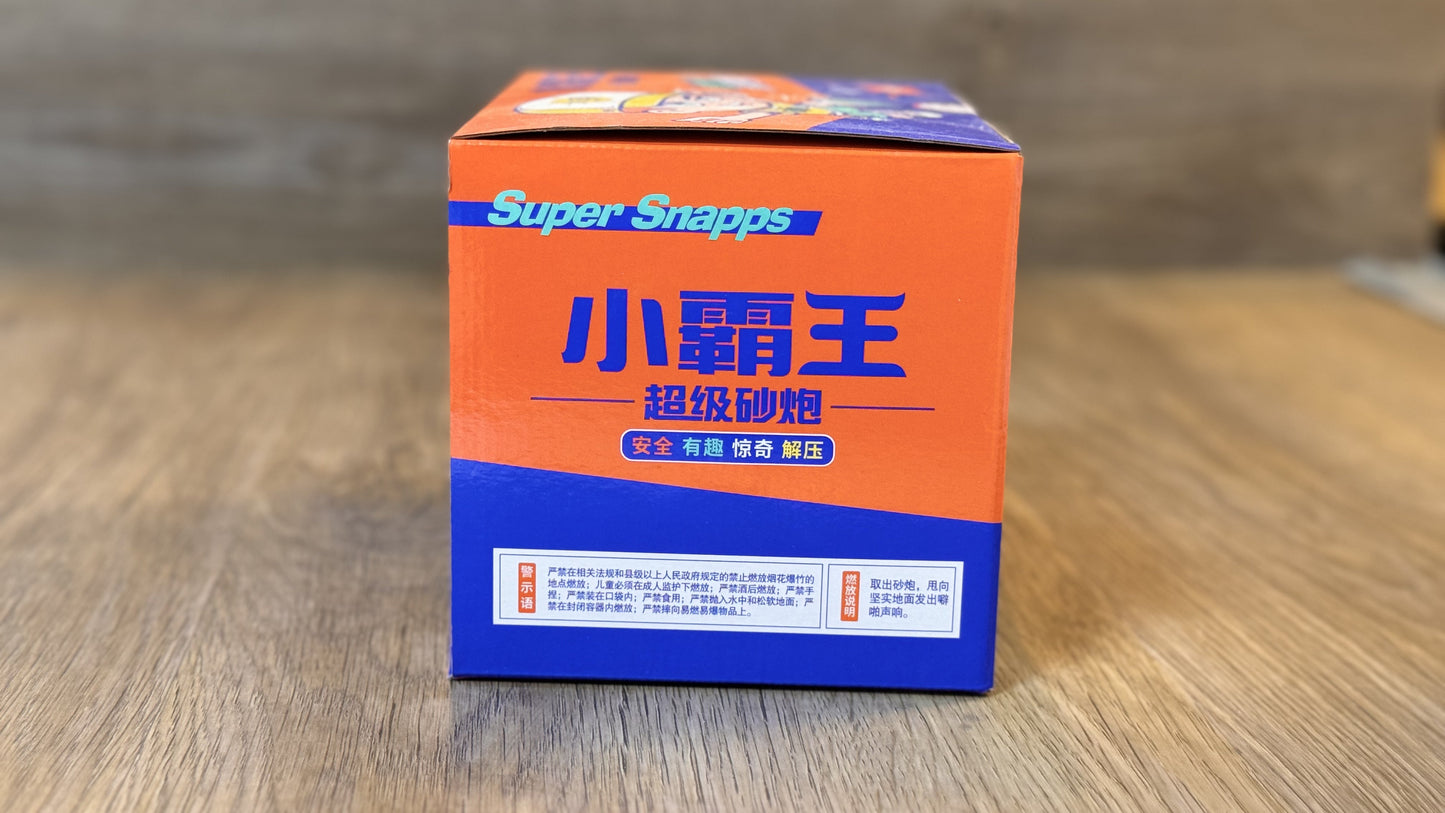 Super Snapps
小霸王
超级砂炮
安全 有趣 惊奇 解压
警示语
严禁在相关法规和县级以上人民政府规定的禁止燃放烟花爆竹的
地点燃放；儿童必须在成人监护下燃放；严禁酒后燃放；严禁手
捏；严禁装在口袋内；严禁食用；严禁抛入水中和松软地面；严
禁在封闭容器内燃放；严禁摔向易燃易爆物品上。
燃放说明
取出砂炮，甩向
坚实地面发出噼
啪声响。